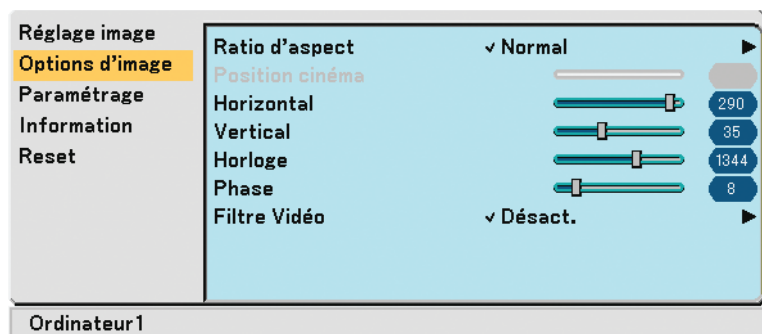 Réglage image
Options d'image
Paramétrage
Information
Reset
Ratio d'aspect ✓ Normal ▶
Position cinéma
Horizontal 290
Vertical 35
Horloge 1344
Phase 8
Filtre Vidéo ✓ Désact. ▶
Ordinateur1